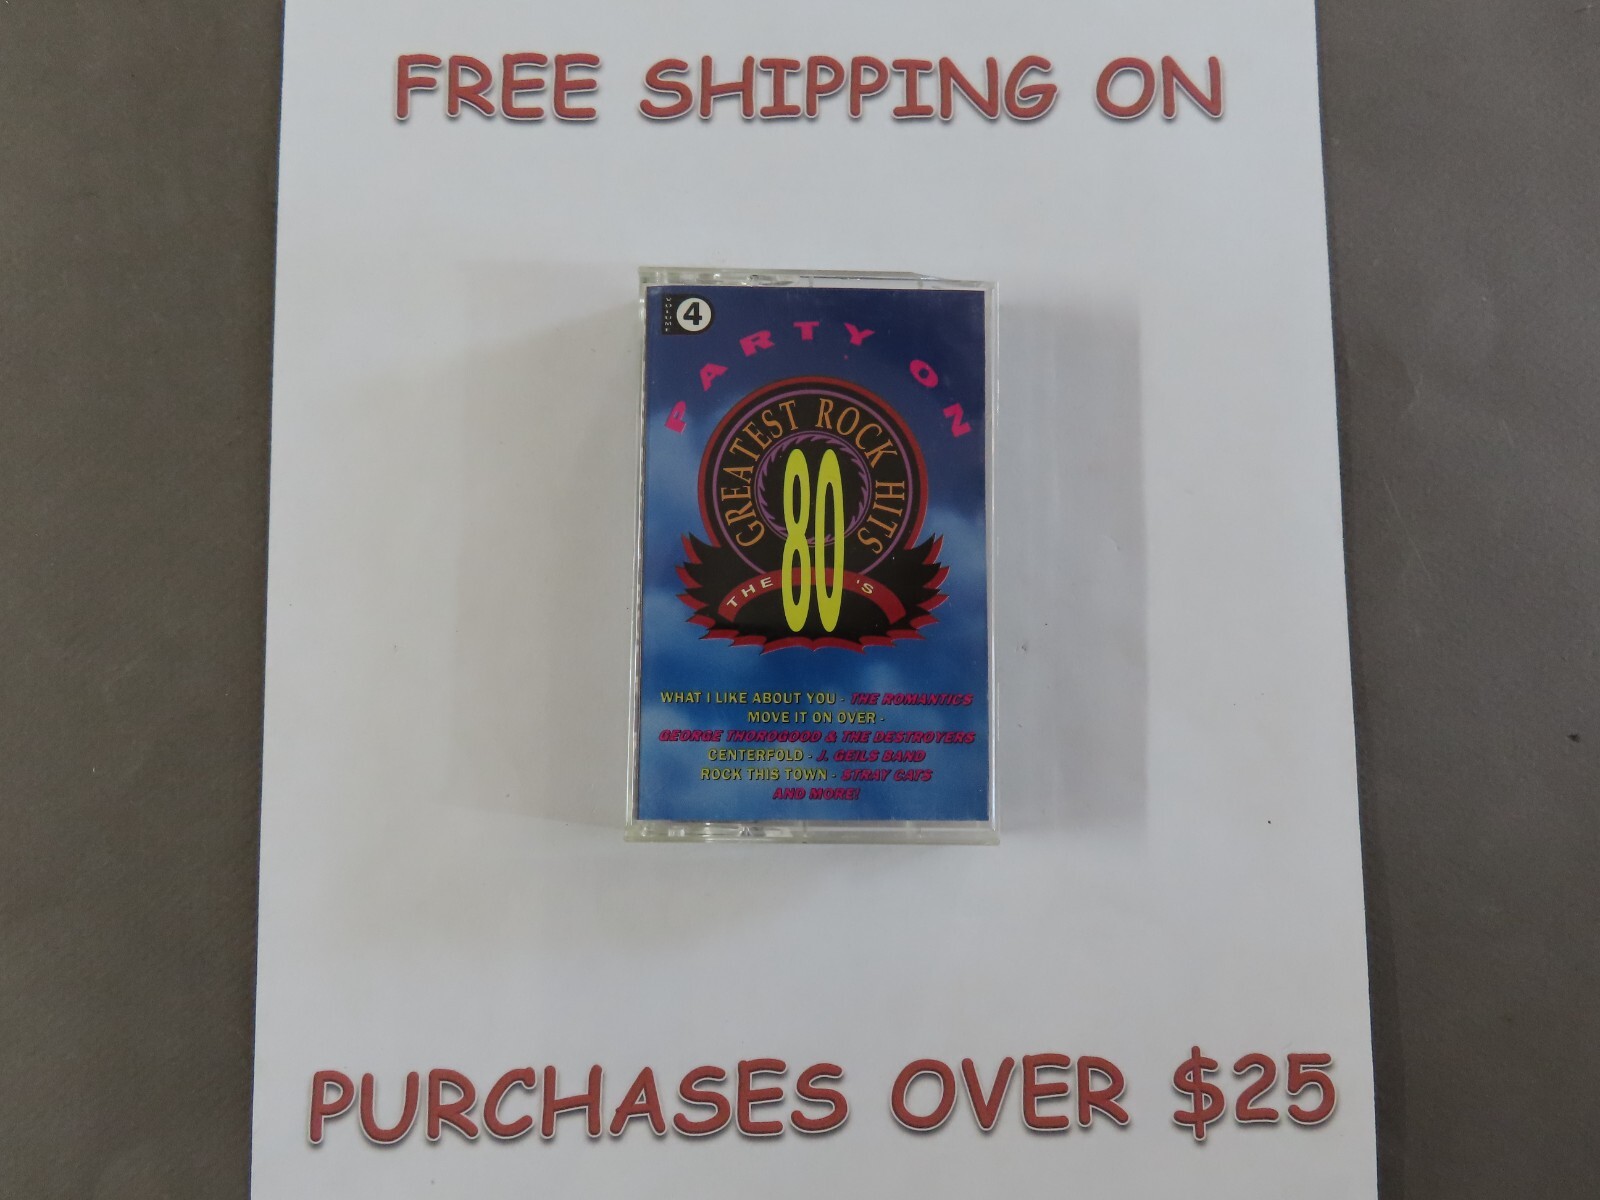 FREE SHIPPING ON
VOLUME 4
PARTY ON
GREATEST ROCK HITS
THE 80'S
WHAT I LIKE ABOUT YOU - THE ROMANTICS
MOVE IT ON OVER -
GEORGE THOROGOOD & THE DESTROYERS
CENTERFOLD - J. GEILS BAND
ROCK THIS TOWN - STRAY CATS
AND MORE!
PURCHASES OVER $25